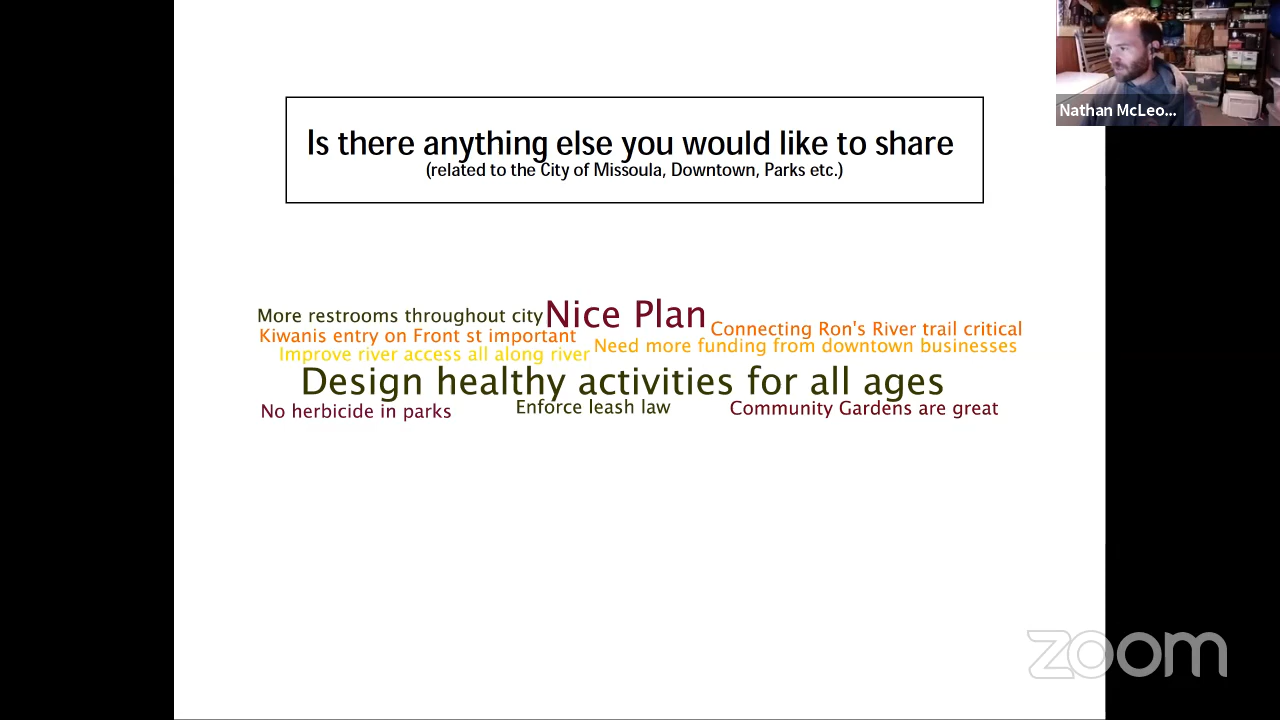 Nathan McLeo...
Is there anything else you would like to share
(related to the City of Missoula, Downtown, Parks etc.)
More restrooms throughout city
Nice Plan
Connecting Ron's River trail critical
Kiwanis entry on Front st important
Need more funding from downtown businesses
Improve river access all along river
Design healthy activities for all ages
No herbicide in parks
Enforce leash law
Community Gardens are great
zoom